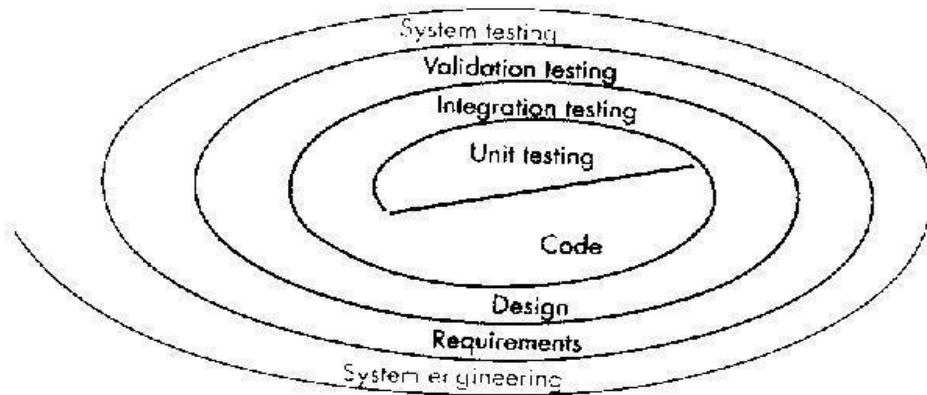 System testing
Validation testing
Integration testing
Unit testing
Code
Design
Requirements
System engineering